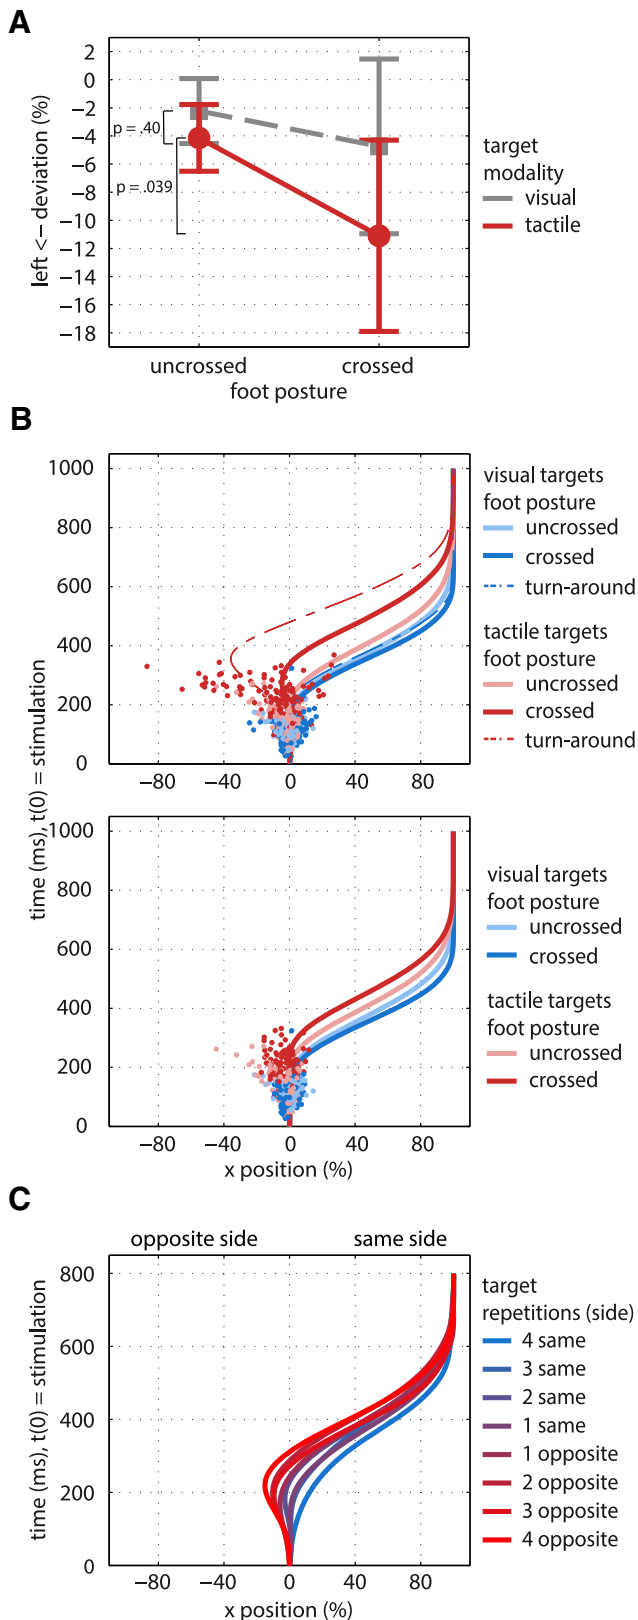 A
2
0
−2
−4
−6
−8
−10
−12
−14
−16
−18
left <− deviation (%)
p = .40
p = .039
uncrossed
crossed
foot posture
target
modality
visual
tactile
B
1000
800
600
400
200
0
−80
−40
0
40
80
visual targets
foot posture
uncrossed
crossed
turn-around
tactile targets
foot posture
uncrossed
crossed
turn-around
time (ms), t(0) = stimulation
1000
800
600
400
200
0
−80
−40
0
40
80
x position (%)
visual targets
foot posture
uncrossed
crossed
tactile targets
foot posture
uncrossed
crossed
C
opposite side
same side
800
600
400
200
0
time (ms), t(0) = stimulation
−80
−40
0
40
80
x position (%)
target
repetitions (side)
4 same
3 same
2 same
1 same
1 opposite
2 opposite
3 opposite
4 opposite